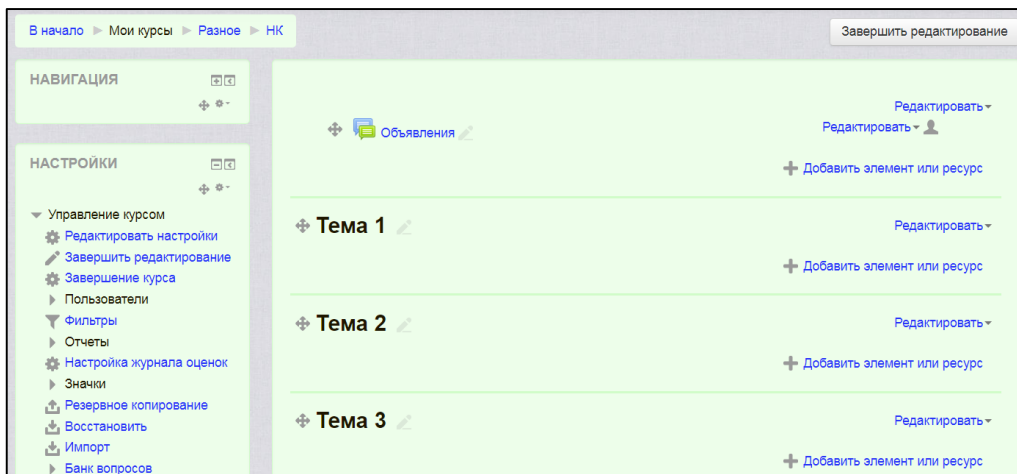 В начало ▶ Мои курсы ▶ Разное ▶ НК
Завершить редактирование
НАВИГАЦИЯ
НАСТРОЙКИ
Управление курсом
Редактировать настройки
Завершить редактирование
Завершение курса
Пользователи
Фильтры
Отчеты
Настройка журнала оценок
Значки
Резервное копирование
Восстановить
Импорт
Банк вопросов
Редактировать
Объявления
Редактировать
Добавить элемент или ресурс
Тема 1
Редактировать
Добавить элемент или ресурс
Тема 2
Редактировать
Добавить элемент или ресурс
Тема 3
Редактировать
Добавить элемент или ресурс